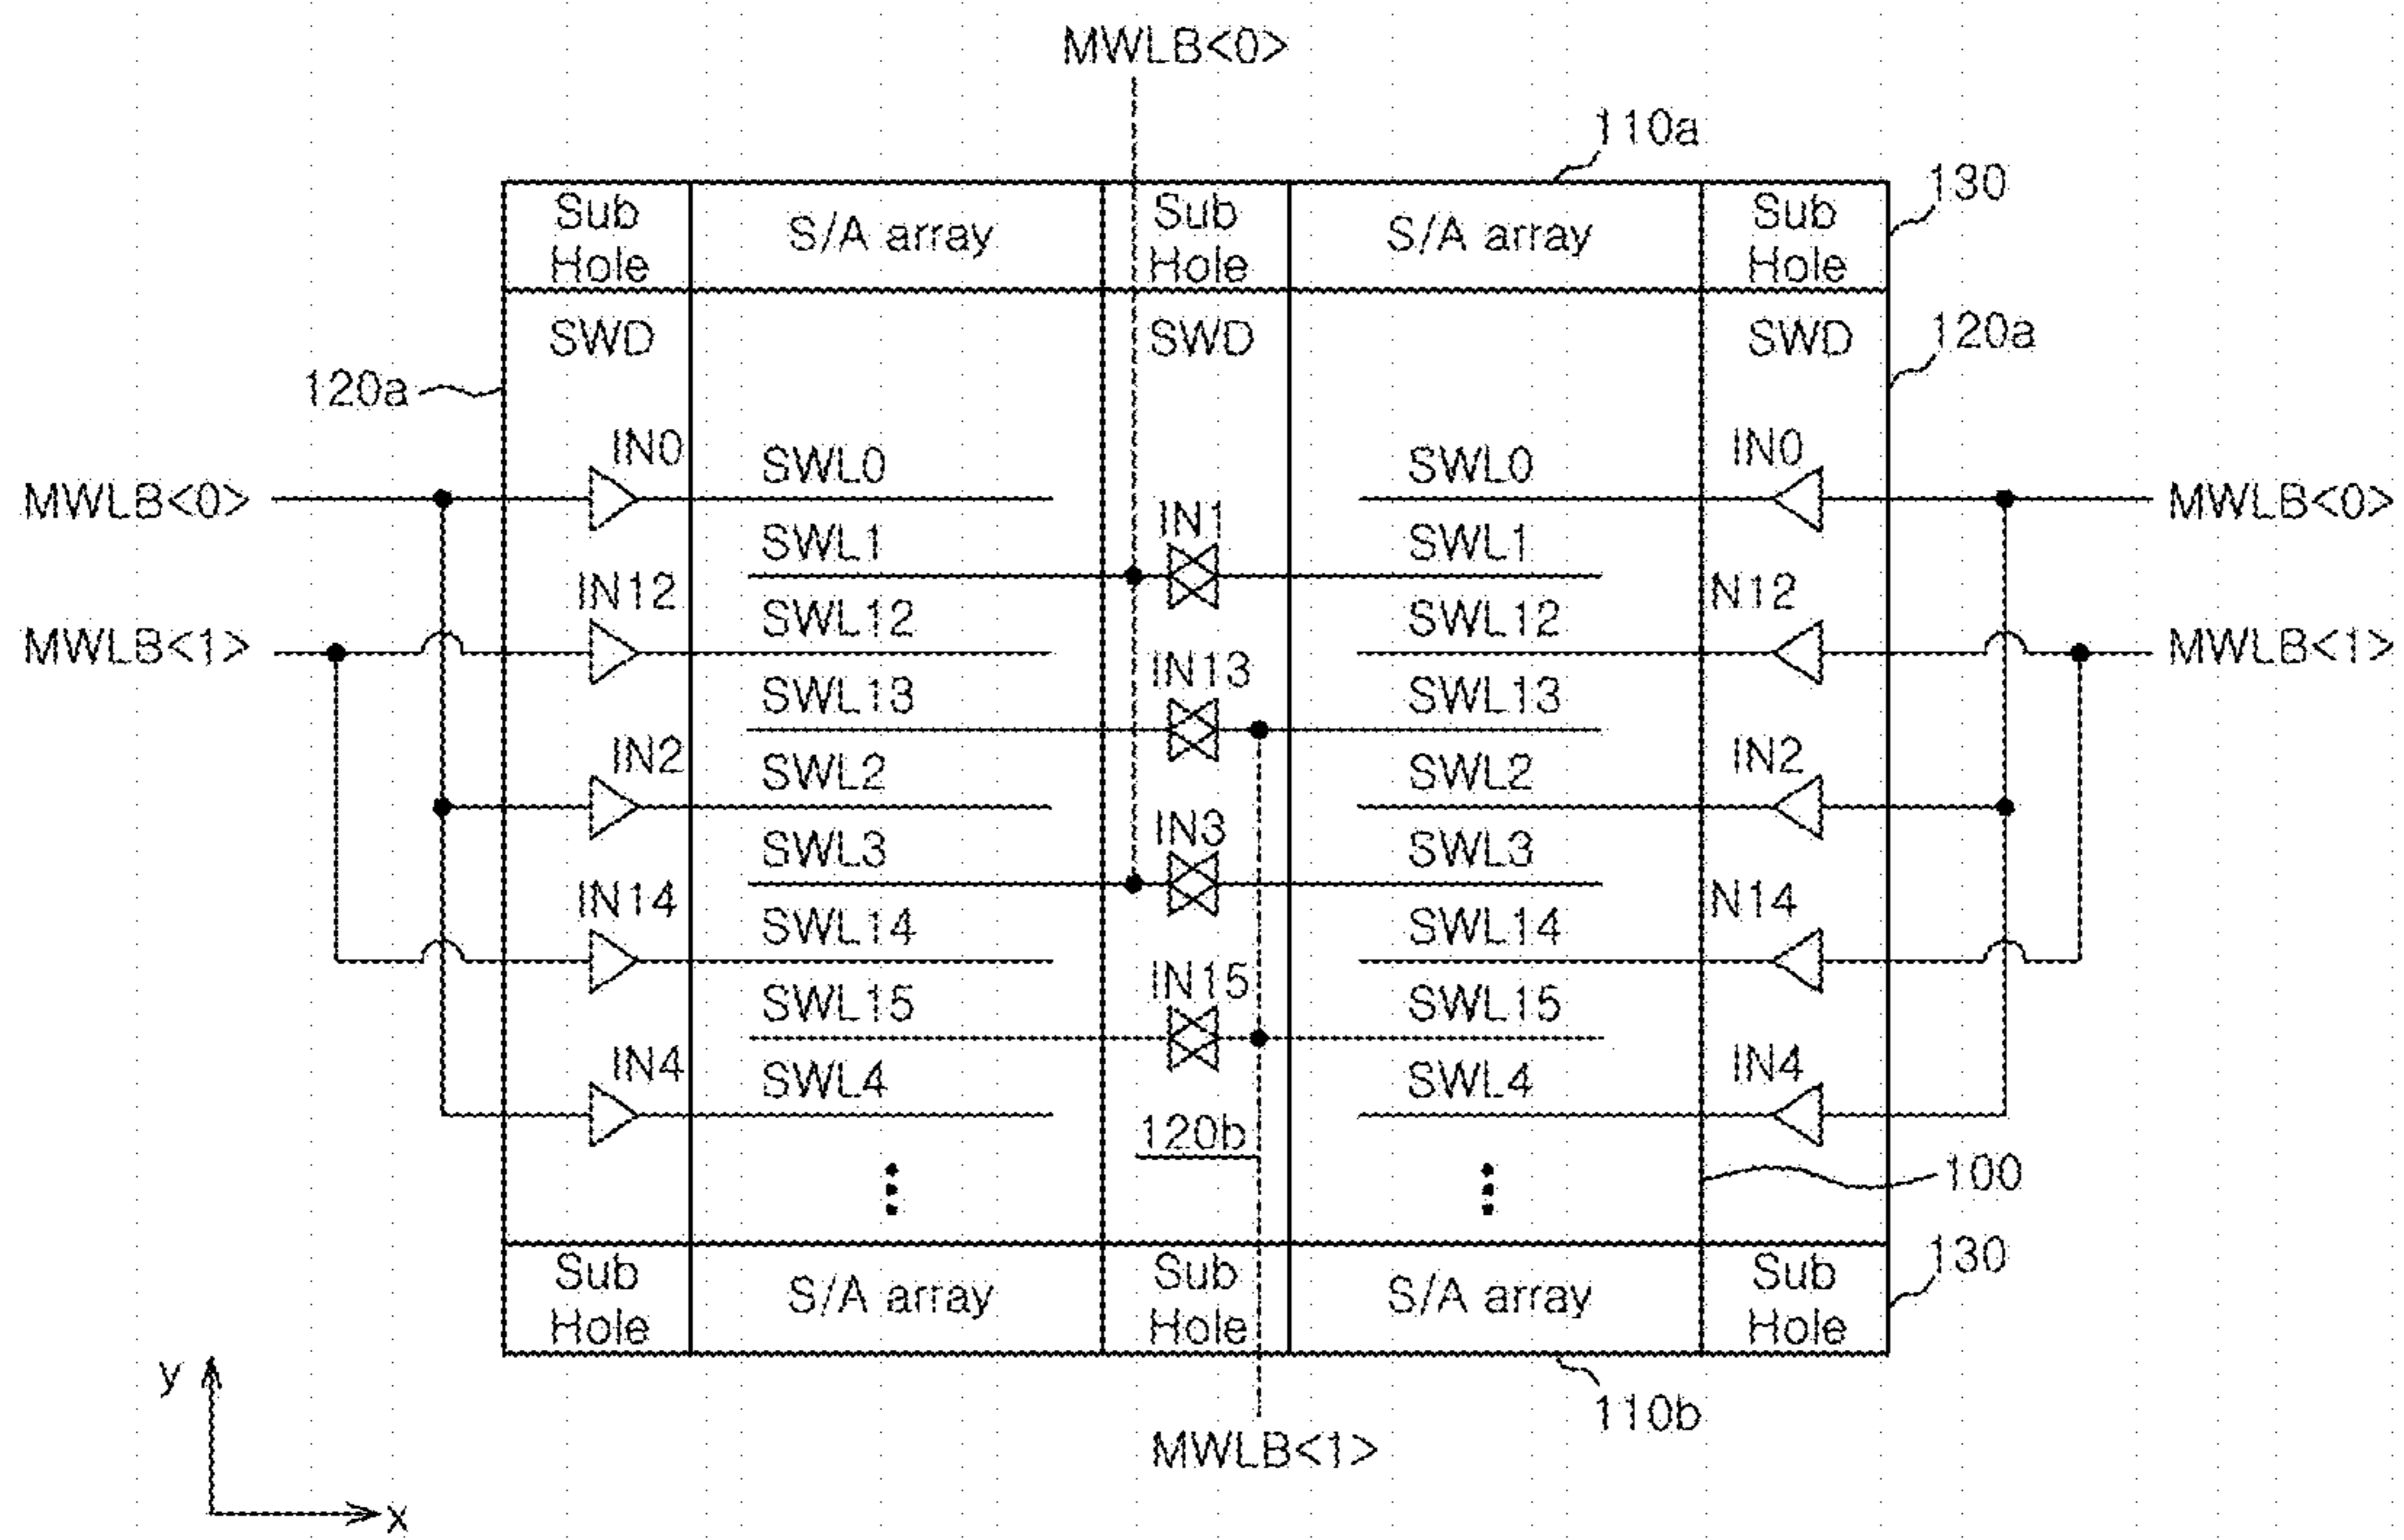 MWLB<0>
110a
130
Sub Hole S/A array Sub Hole S/A array Sub Hole
SWD SWD SWD
120a
120a
IN0 SWL0 SWL0 IN0
MWLB<0> MWLB<0>
SWL1 IN1 SWL1
IN12 SWL12 SWL12 N12
MWLB<1> MWLB<1>
SWL13 IN13 SWL13
IN2 SWL2 SWL2 IN2
SWL3 IN3 SWL3
IN14 SWL14 SWL14 N14
SWL15 IN15 SWL15
IN4 SWL4 SWL4 IN4
120b
100
130
Sub Hole S/A array Sub Hole S/A array Sub Hole
110b
y
MWLB<1>
x